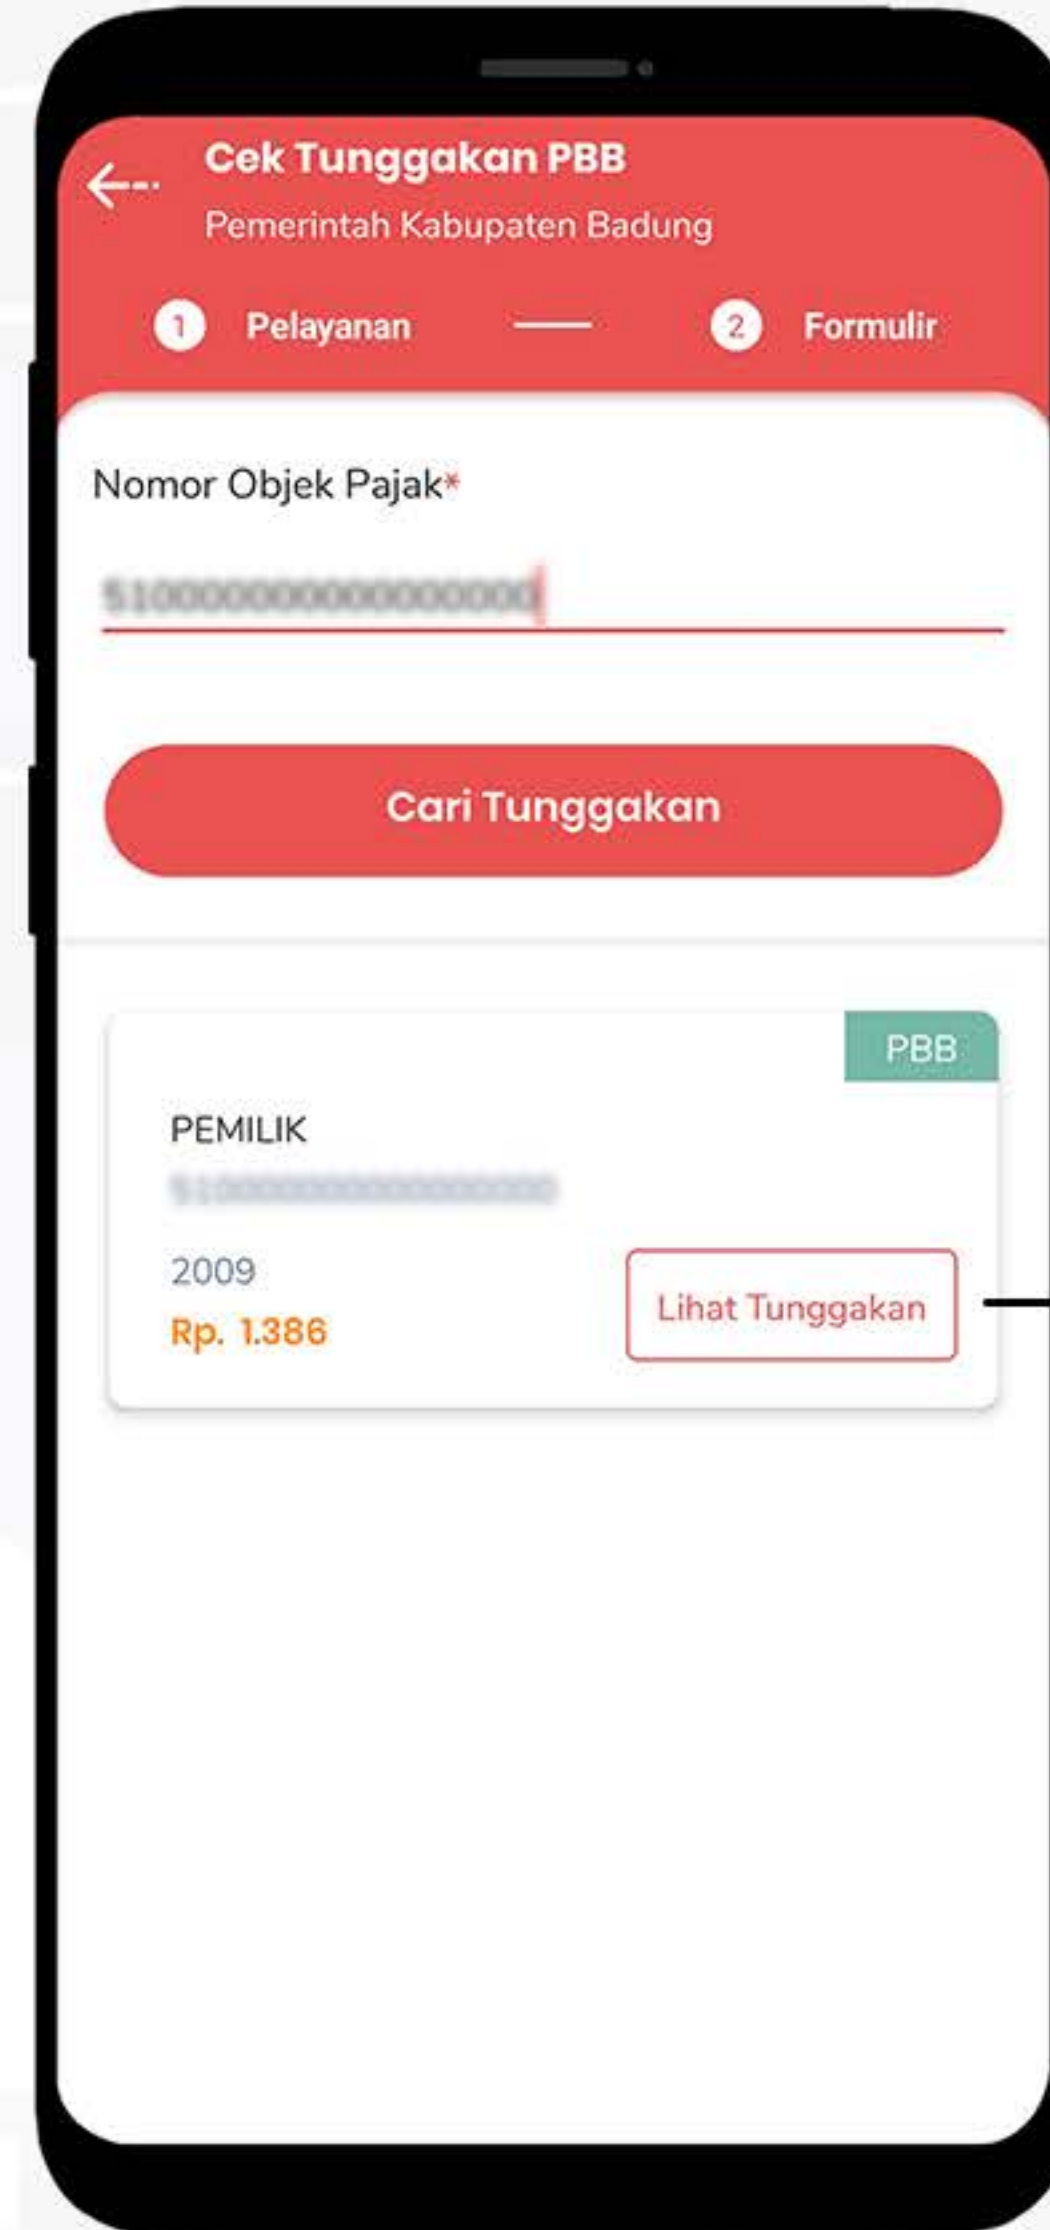 Cek Tunggakan PBB
Pemerintah Kabupaten Badung
1 Pelayanan 2 Formulir
Nomor Objek Pajak*
Cari Tunggakan
PBB
PEMILIK
2009
Lihat Tunggakan
Rp. 1.386